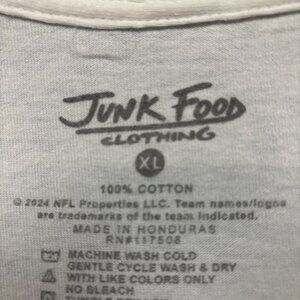 JUNK FOOD
CLOTHING
XL
100% COTTON
© 2024 NFL Properties LLC. Team names/logos
are trademarks of the team indicated.
MADE IN HONDURAS
RN#117508
MACHINE WASH COLD
GENTLE CYCLE WASH & DRY
WITH LIKE COLORS ONLY
NO BLEACH